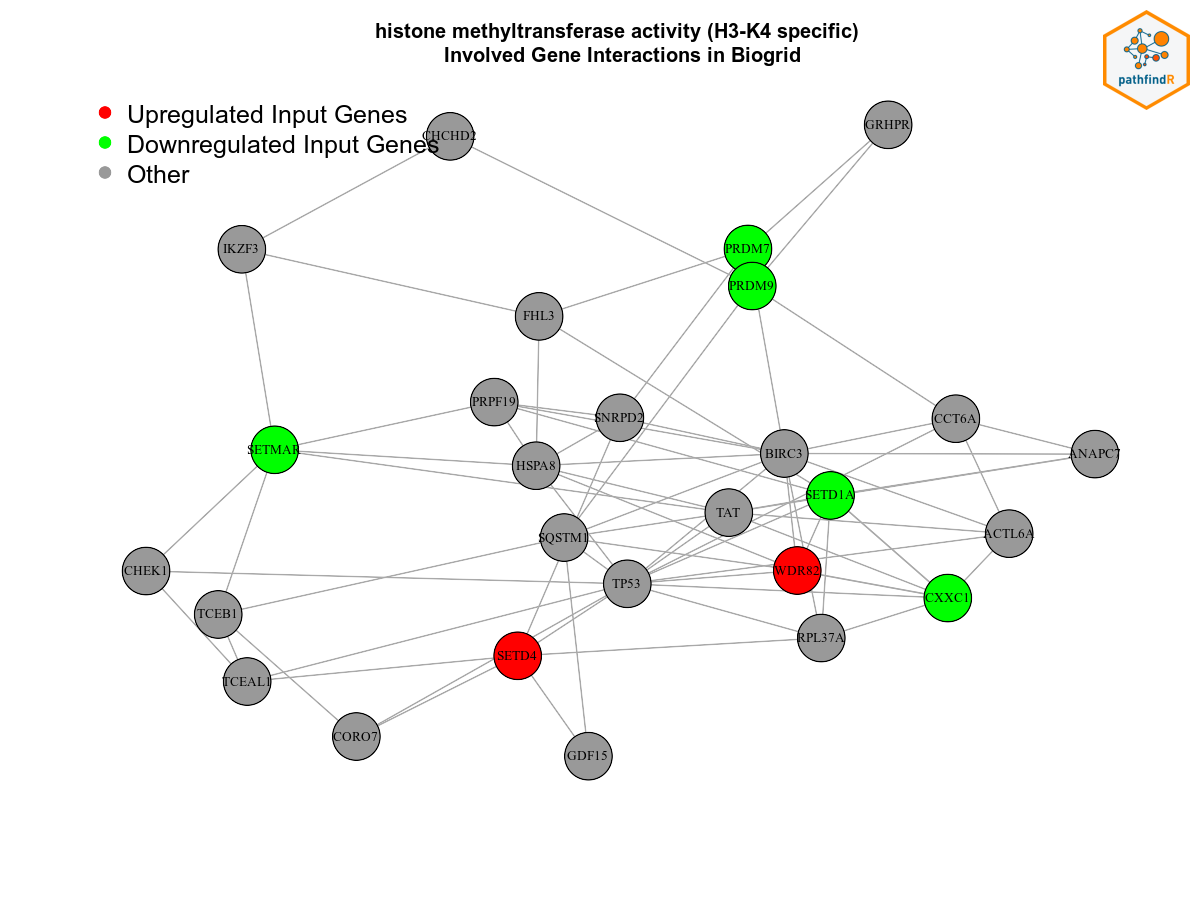 histone methyltransferase activity (H3-K4 specific)
Involved Gene Interactions in Biogrid
pathfindR
Upregulated Input Genes
Downregulated Input Genes
Other
CHCHD2
GRHPR
IKZF3
PRDM7
PRDM9
FHL3
PRPF19
SNRPD2
CCT6A
SETMAR
HSPA8
BIRC3
ANAPC7
SETD1A
TAT
SQSTM1
ACTL6A
CHEK1
TP53
WDR82
CXXC1
TCEB1
RPL37A
SETD4
TCEAL1
CORO7
GDF15